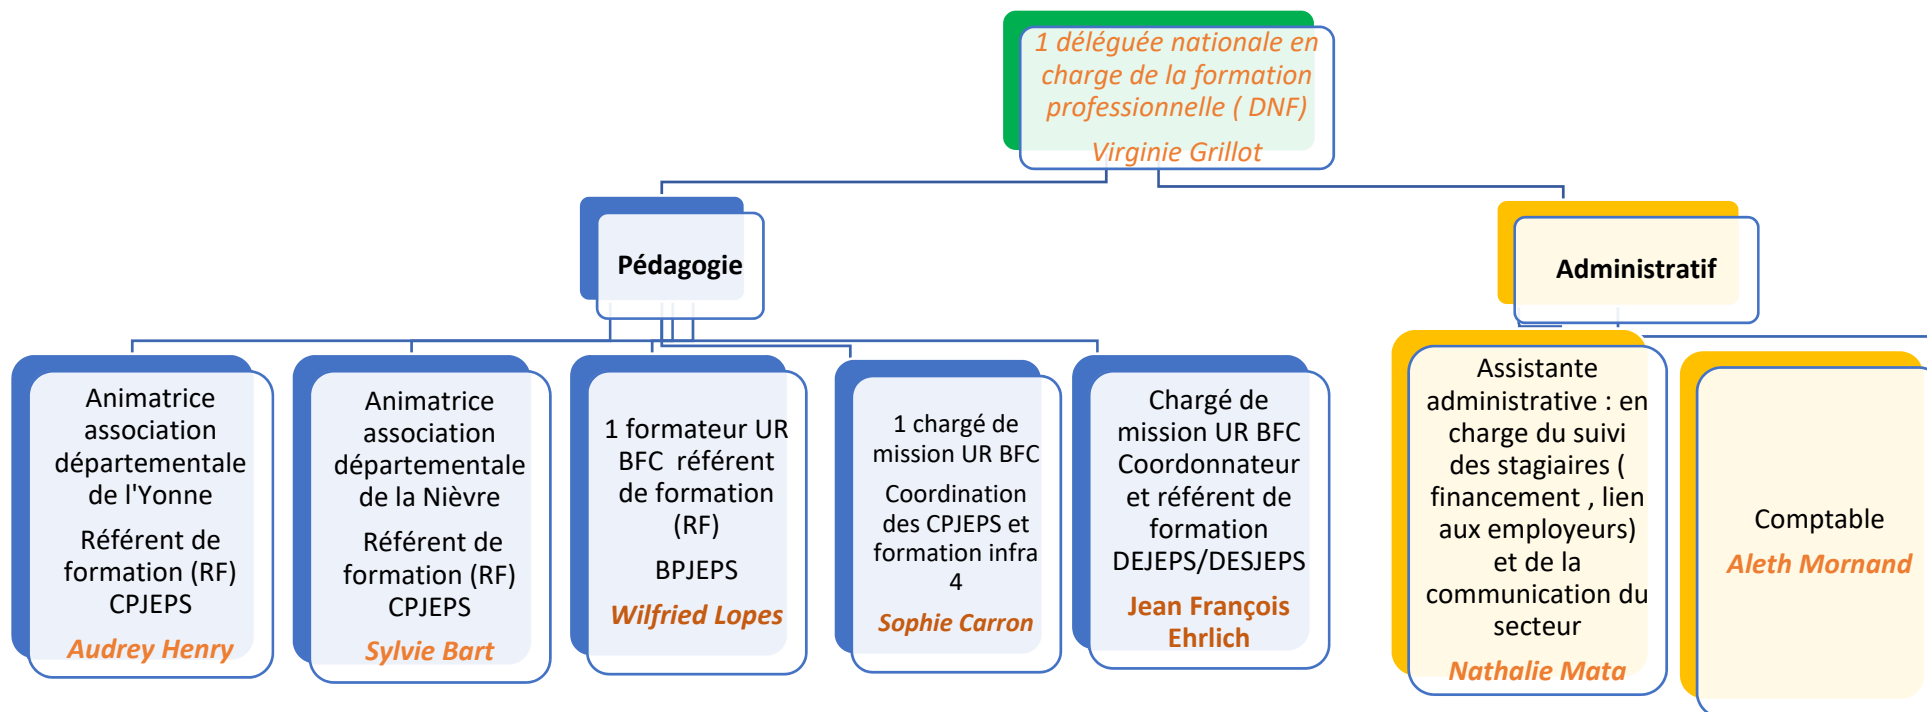 1 déléguée nationale en
charge de la formation
professionnelle ( DNF)
Virginie Grillot
Pédagogie
Administratif
Animatrice
association
départementale
de l'Yonne
Référent de
formation (RF)
CPJEPS
Audrey Henry
Animatrice
association
départementale
de la Nièvre
Référent de
formation (RF)
CPJEPS
Sylvie Bart
1 formateur UR
BFC référent
de formation
(RF)
BPJEPS
Wilfried Lopes
1 chargé de
mission UR BFC
Coordination
des CPJEPS et
formation infra
4
Sophie Carron
Chargé de
mission UR BFC
Coordonnateur
et référent de
formation
DEJEPS/DESJEPS
Jean François
Ehrlich
Assistante
administrative : en
charge du suivi
des stagiaires (
financement , lien
aux employeurs)
et de la
communication du
secteur
Nathalie Mata
Comptable
Aleth Mornand